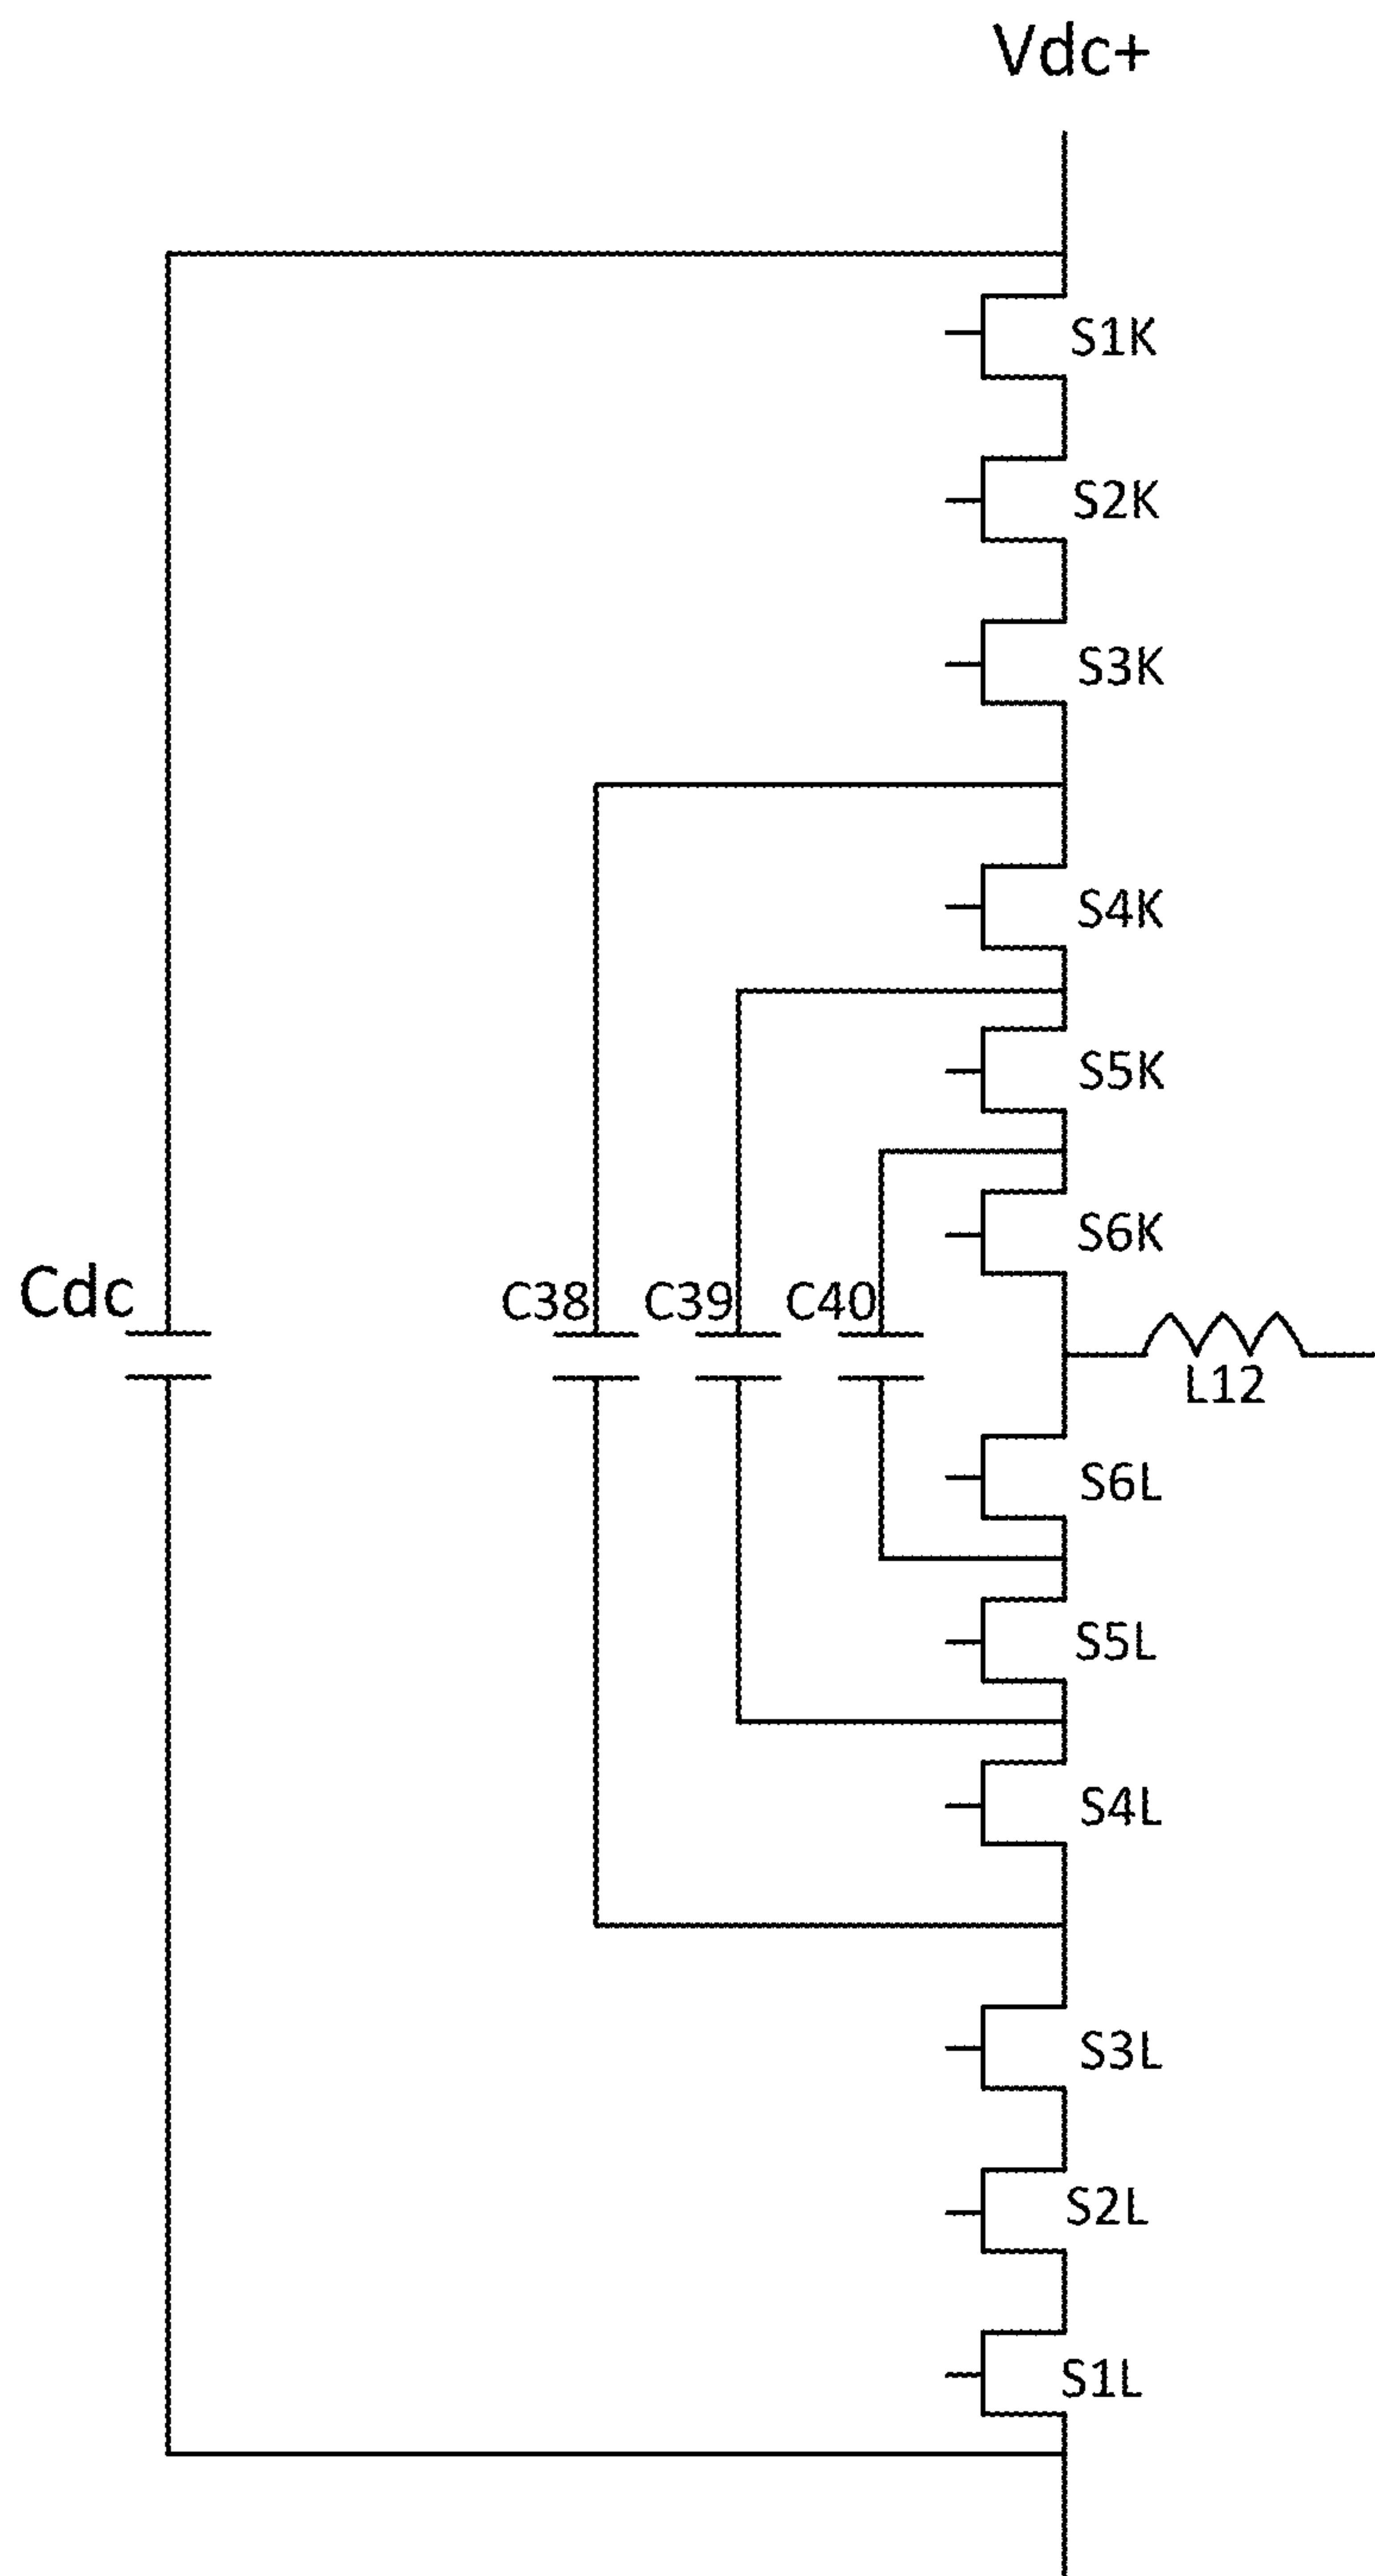 Vdc+
S1K
S2K
S3K
S4K
S5K
S6K
Cdc
C38
C39
C40
L12
S6L
S5L
S4L
S3L
S2L
S1L